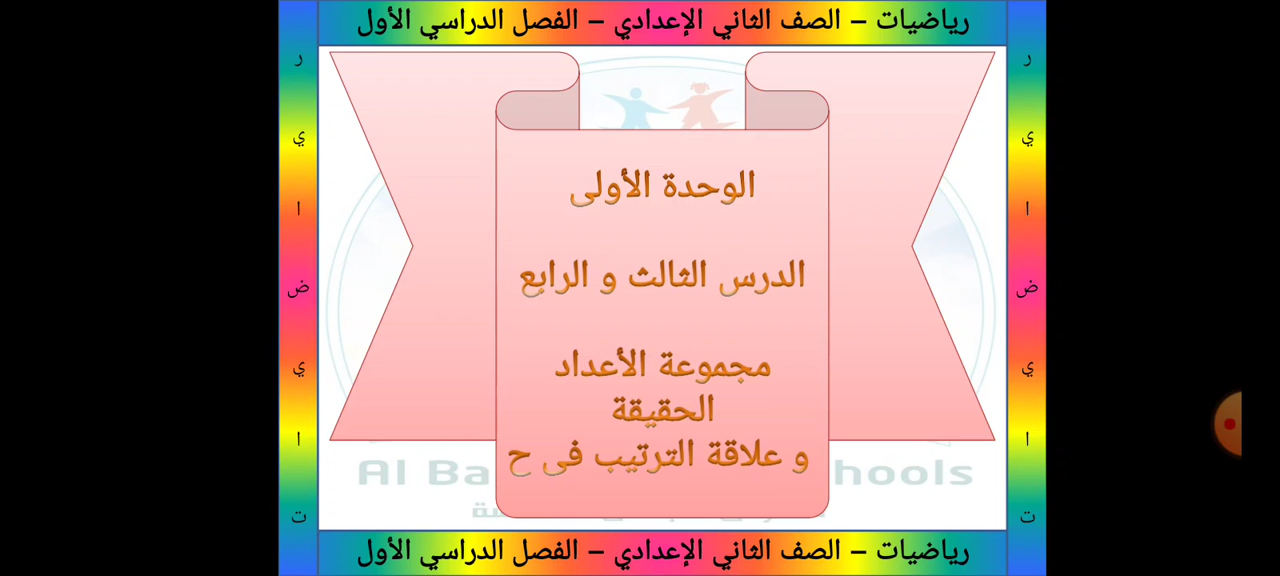 رياضيات – الصف الثاني الإعدادي – الفصل الدراسي الأول
ر ي ا ض ي ا ت
ر ي ا ض ي ا ت
الوحدة الأولى
الدرس الثالث و الرابع
مجموعة الأعداد
الحقيقة
و علاقة الترتيب فى ح
رياضيات – الصف الثاني الإعدادي – الفصل الدراسي الأول